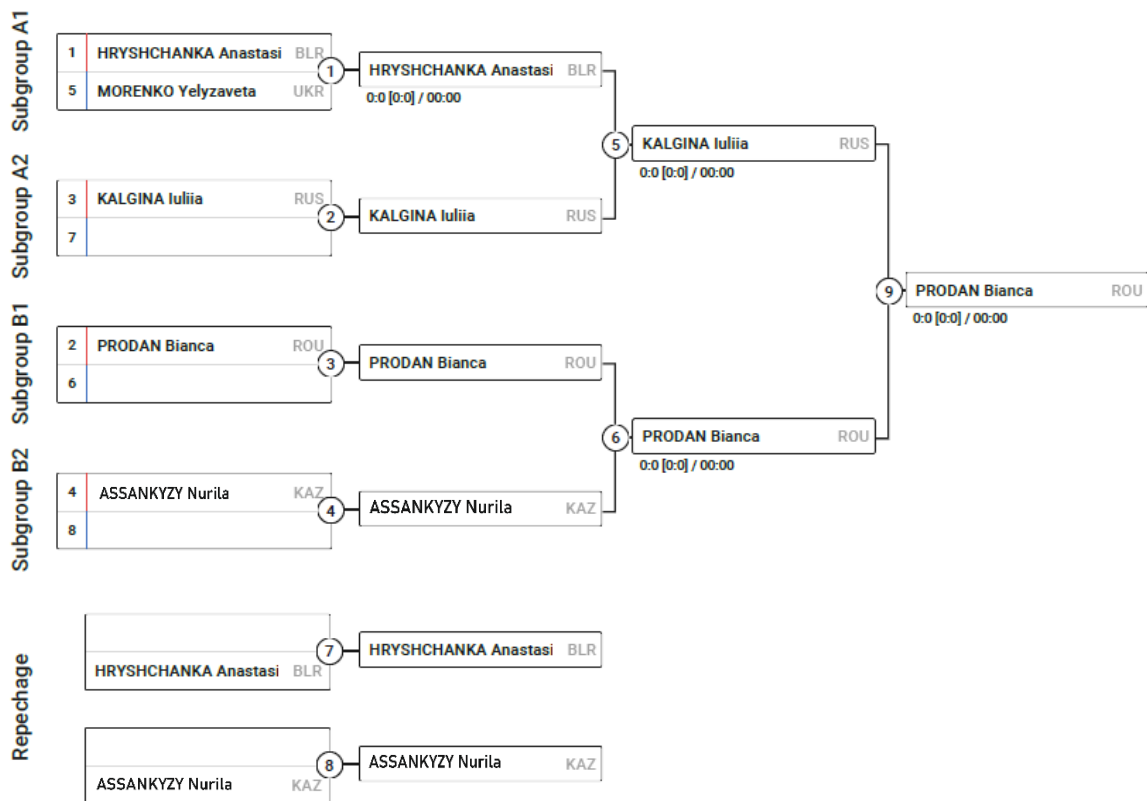 Subgroup A1
1 HRYSHCHANKA Anastasi BLR
5 MORENKO Yelyzaveta UKR
1
HRYSHCHANKA Anastasi BLR
0:0 [0:0] / 00:00
Subgroup A2
3 KALGINA Iuliia RUS
7
2
KALGINA Iuliia RUS
5
KALGINA Iuliia RUS
0:0 [0:0] / 00:00
Subgroup B1
2 PRODAN Bianca ROU
6
3
PRODAN Bianca ROU
Subgroup B2
4 ASSANKYZY Nurila KAZ
8
4
ASSANKYZY Nurila KAZ
6
PRODAN Bianca ROU
0:0 [0:0] / 00:00
9
PRODAN Bianca ROU
0:0 [0:0] / 00:00
Repechage
HRYSHCHANKA Anastasi BLR
7
HRYSHCHANKA Anastasi BLR
ASSANKYZY Nurila KAZ
8
ASSANKYZY Nurila KAZ